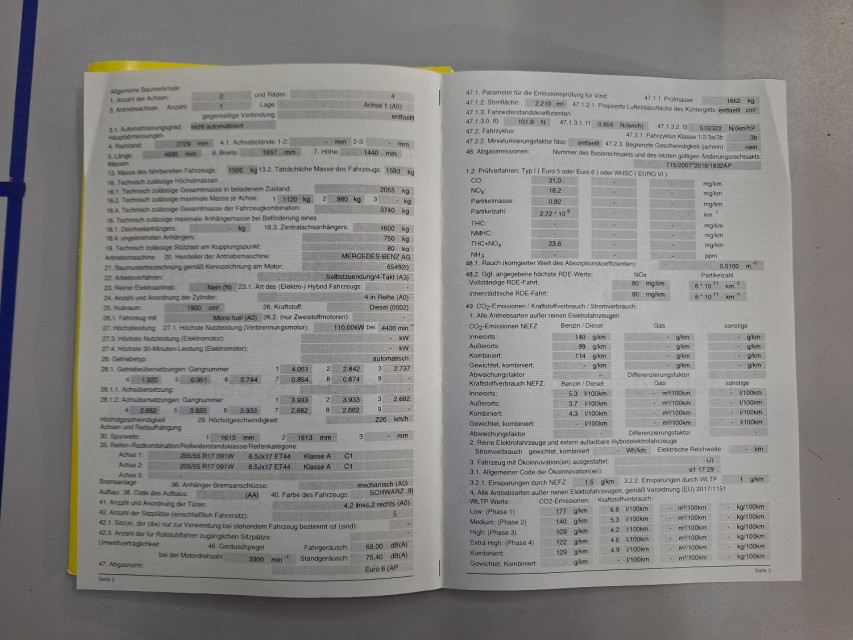 Allgemeine Baumerkmale
1. Anzahl der Achsen: 2 und Räder: 4
3. Antriebsachsen Anzahl: 1 Lage: Achse 1 (A0)
gegenseitige Verbindung entfaellt
3.1. Automatisierungsgrad: nicht automatisiert
Hauptabmessungen
4. Radstand: 2729 mm 4.1. Achsabstände: 1-2: - mm 2-3: - mm
5. Länge: mm 6. Breite: mm 7. Höhe: 1440 mm
Massen
13. Masse des fahrbereiten Fahrzeugs: kg 13.2. Tatsächliche Masse des Fahrzeugs: 1593 kg
16. Technisch zulässige Höchstmassen
16.1. Technisch zulässige Gesamtmasse in beladenem Zustand: 2055 kg
16.2. Technisch zulässige maximale Masse je Achse: 1 1120 kg 2 980 kg 3 - kg
16.4. Technisch zulässige Gesamtmasse der Fahrzeugkombination: 3740 kg
18. Technisch zulässige maximale Anhängemasse bei Beförderung eines
18.1. Deichselanhängers: - kg 18.3. Zentralachsanhängers: 1600 kg
18.4. ungebremsten Anhängers: 750 kg
19. Technisch zulässige Stützlast am Kupplungspunkt: 80 kg
Antriebsmaschine 20. Hersteller der Antriebsmaschine: MERCEDES-BENZ AG
21. Baumusterbezeichnung gemäß Kennzeichnung am Motor: 654920
22. Arbeitsverfahren: Selbstzuendung/4-Takt (A3)
23. Reiner Elektroantrieb: Nein (N) 23.1. Art des (Elektro-) Hybrid Fahrzeugs: -
24. Anzahl und Anordnung der Zylinder: 4 in Reihe (A0)
25. Hubraum: 1950 cm³ 26. Kraftstoff: Diesel (0002)
26.1. Fahrzeug mit Mono fuel (A0) 26.2. (nur Zweistoffmotoren): -
27. Höchstleistung 27.1. Höchste Nutzleistung (Verbrennungsmotor): 110,00kW bei 4400 min
27.3. Höchste Nutzleistung (Elektromotor): - kW
27.4. Höchste 30-Minuten-Leistung (Elektromotor): - kW
28. Getriebetyp: automatisch
28.1. Getriebeübersetzungen: Gangnummer 1 4.051 2 2.842 3 2.737
4 1.920 5 0.951 6 0.744 7 0.864 8 0.674 9 -
28.1.1. Achsübersetzung: -
28.1.2. Achsübersetzungen: Gangnummer 1 3.933 2 3.933 3 2.682
4 2.682 5 3.933 6 3.933 7 2.682 8 2.682 9 -
Höchstgeschwindigkeit 29. Höchstgeschwindigkeit: 226 km/h
Achsen und Radaufhängung
30. Spurweite: 1 1613 mm 2 1613 mm 3 - mm
35. Reifen-/Radkombination/Rollwiderstandsklasse/Reifenkategorie:
Achse 1: 205/55 R17 091W 6.5Jx17 ET44 Klasse A C1
Achse 2: 205/55 R17 091W 6.5Jx17 ET44 Klasse A C1
Achse 3:
Bremsanlage 36. Anhänger-Bremsanschlüsse: mechanisch (A0)
Aufbau 38. Code des Aufbaus: (AA) 40. Farbe des Fahrzeugs: SCHWARZ ,9)
41. Anzahl und Anordnung der Türen: 4,2 links,2 rechts (A0)
42. Anzahl der Sitzplätze (einschließlich Fahrersitz): 5
42.1. Sitz(e), der (die) nur zur Verwendung bei stehendem Fahrzeug bestimmt ist (sind): -
42.3. Anzahl der für Rollstuhlfahrer zugänglichen Sitzplätze: -
Umweltverträglichkeit 46. Geräuschpegel Fahrgeräusch: 69,00 dB(A)
bei der Motordrehzahl 3300 min⁻¹ Standgeräusch: 75,40 dB(A)
47. Abgasnorm: Euro 6 (AP
Seite 2
47.1. Parameter für die Emissionsprüfung für Vind 47.1.1. Prüfmasse 1662 kg
47.1.2. Stirnfläche: 2,210 m² 47.1.2.1. Projizierte Lufteinlassfläche des Kühlergrills: entfaellt cm²
47.1.3. Fahrwiderstandkoeffizienten
47.1.3.0. f0 101,9 N 47.1.3.1. f1 0,855 N/(km/h) 47.1.3.2. f2 0,02322 N/(km/h)²
47.2. Fahrzyklus: 47.2.1. Fahrzyklus Klasse 1/2/3a/3b: 3b
47.2.2. Miniaturisierungsfaktor fdsc: entfaellt 47.2.3. Begrenzte Geschwindigkeit (ja/nein) nein
48. Abgasemissionen: Nummer des Basisrechtsakts und des letzten gültigen Änderungsrechtsakts:
715/2007*2018/1832AP
1.2. Prüfverfahren: Typ I ( Euro 5 oder Euro 6 ) oder WHSC ( EURO VI )
CO 31,0 - mg/km
NOx: 18,2 - mg/km
Partikelmasse: 0,82 - mg/km
Partikelzahl: km⁻¹
THC: - - mg/km
NMHC: - - mg/km
THC+NOx: 23,6 - mg/km
NH3 - - ppm
48.1. Rauch (korrigierter Wert des Absorptionskoeffizienten): 0,5100 m⁻¹
48.2. Ggf. angegebene höchste RDE-Werte: NOx Partikelzahl
Vollständige RDE-Fahrt: 80 mg/km 6 * 10¹¹ km⁻¹
innerstädtische RDE-Fahrt: 80 mg/km 6 * 10¹¹ km⁻¹
49. CO2-Emissionen / Kraftstoffverbrauch / Stromverbrauch:
1. Alle Antriebsarten außer reinen Elektrofahrzeugen
CO2-Emissionen NEFZ Benzin / Diesel Gas sonstige
Innerorts: 140 g/km - g/km - g/km
Außerorts: 99 g/km - g/km - g/km
Kombiniert: 114 g/km - g/km - g/km
Gewichtet, kombiniert: - g/km - g/km - g/km
Abweichungsfaktor - Differenzierungsfaktor -
Kraftstoffverbrauch NEFZ: Benzin / Diesel Gas sonstige
Innerorts: 5.3 l/100km - m³/100km - l/100km
Außerorts: 3.7 l/100km - m³/100km - l/100km
Kombiniert: 4.3 l/100km - m³/100km - l/100km
Gewichtet, kombiniert: - l/100km - m³/100km - l/100km
Abweichungsfaktor - Differenzierungsfaktor -
2. Reine Elektrofahrzeuge und extern aufladbare Hybridelektrofahrzeuge
Stromverbrauch gewichtet, kombiniert - Wh/km Elektrische Reichweite - km
3. Fahrzeug mit Ökoinnovation(en) ausgestattet: (J)
3.1. Allgemeiner Code der Ökoinnovation(en): e1 17 29
3.2.1. Einsparungen durch NEFZ 1.5 g/km 3.2.2. Einsparungen durch WLTP 1 g/km
4. Alle Antriebsarten außer reinen Elektrofahrzeugen, gemäß Verordnung (EU) 2017/1151
WLTP Werte: CO2-Emissionen Kraftstoffverbrauch:
Low: (Phase 1) 177 g/km 6.8 l/100km - m³/100km - kg/100km
Medium: (Phase 2) 140 g/km 5.3 l/100km - m³/100km - kg/100km
High: (Phase 3) 109 g/km 4.2 l/100km - m³/100km - kg/100km
Extra High: (Phase 4) 122 g/km 4.6 l/100km - m³/100km - kg/100km
Kombiniert: 129 g/km 4.9 l/100km - m³/100km - kg/100km
Gewichtet, Kombiniert: - g/km - l/100km - m³/100km - kg/100km
Seite 3